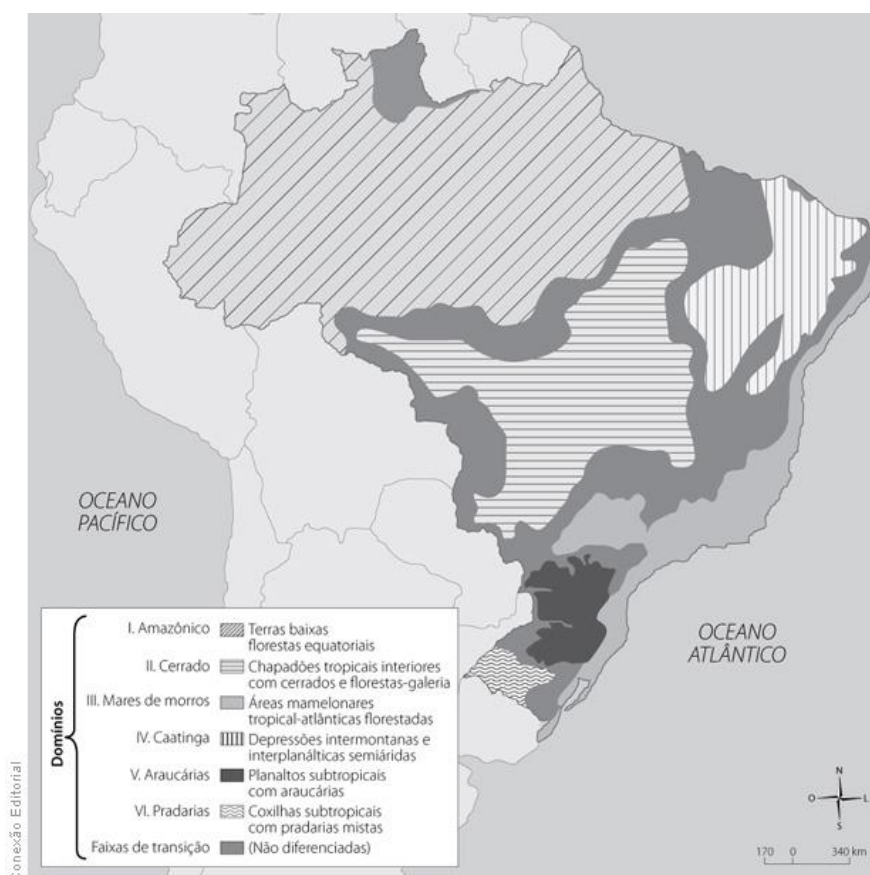 OCEANO
PACÍFICO
OCEANO
ATLÂNTICO
Domínios
I. Amazônico
Terras baixas
florestas equatoriais
II. Cerrado
Chapadões tropicais interiores
com cerrados e florestas-galeria
III. Mares de morros
Áreas mamelonares
tropical-atlânticas florestadas
IV. Caatinga
Depressões intermontanas e
interplanálticas semiáridas
V. Araucárias
Planaltos subtropicais
com araucárias
VI. Pradarias
Coxilhas subtropicais
com pradarias mistas
Faixas de transição
(Não diferenciadas)
N
O
L
S
170 0 340 km
Conexão Editorial